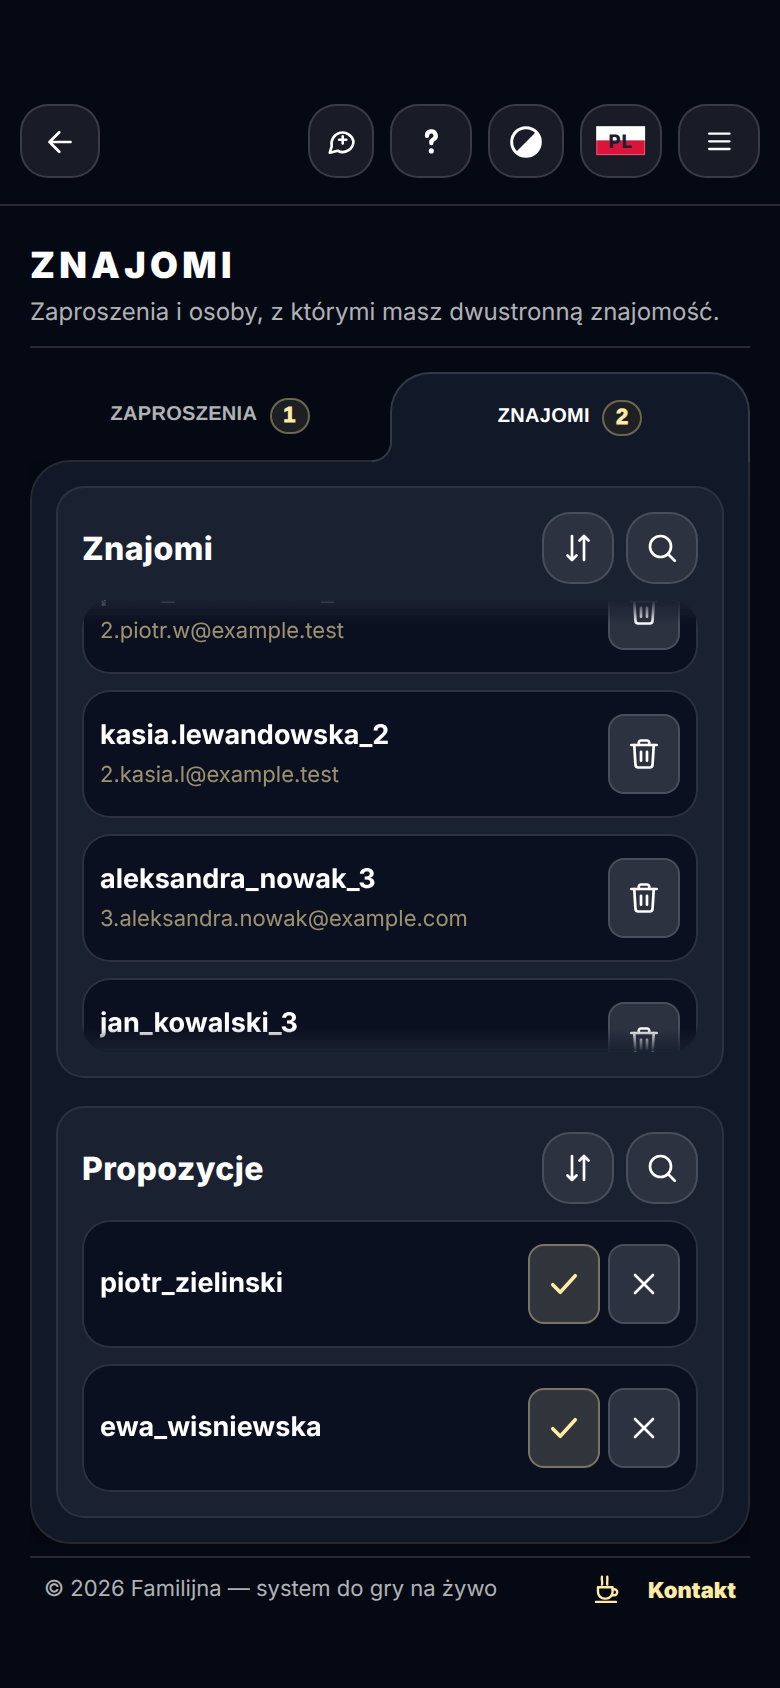 ?
PL
ZNAJOMI
Zaproszenia i osoby, z którymi masz dwustronną znajomość.
ZAPROSZENIA 1
ZNAJOMI 2
Znajomi
2.piotr.w@example.test
kasia.lewandowska_2
2.kasia.l@example.test
aleksandra_nowak_3
3.aleksandra.nowak@example.com
jan_kowalski_3
Propozycje
piotr_zielinski
ewa_wisniewska
© 2026 Familijna — system do gry na żywo
Kontakt